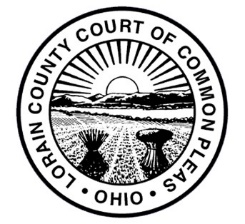 LORAIN COUNTY COURT OF COMMON PLEAS
• OHIO •